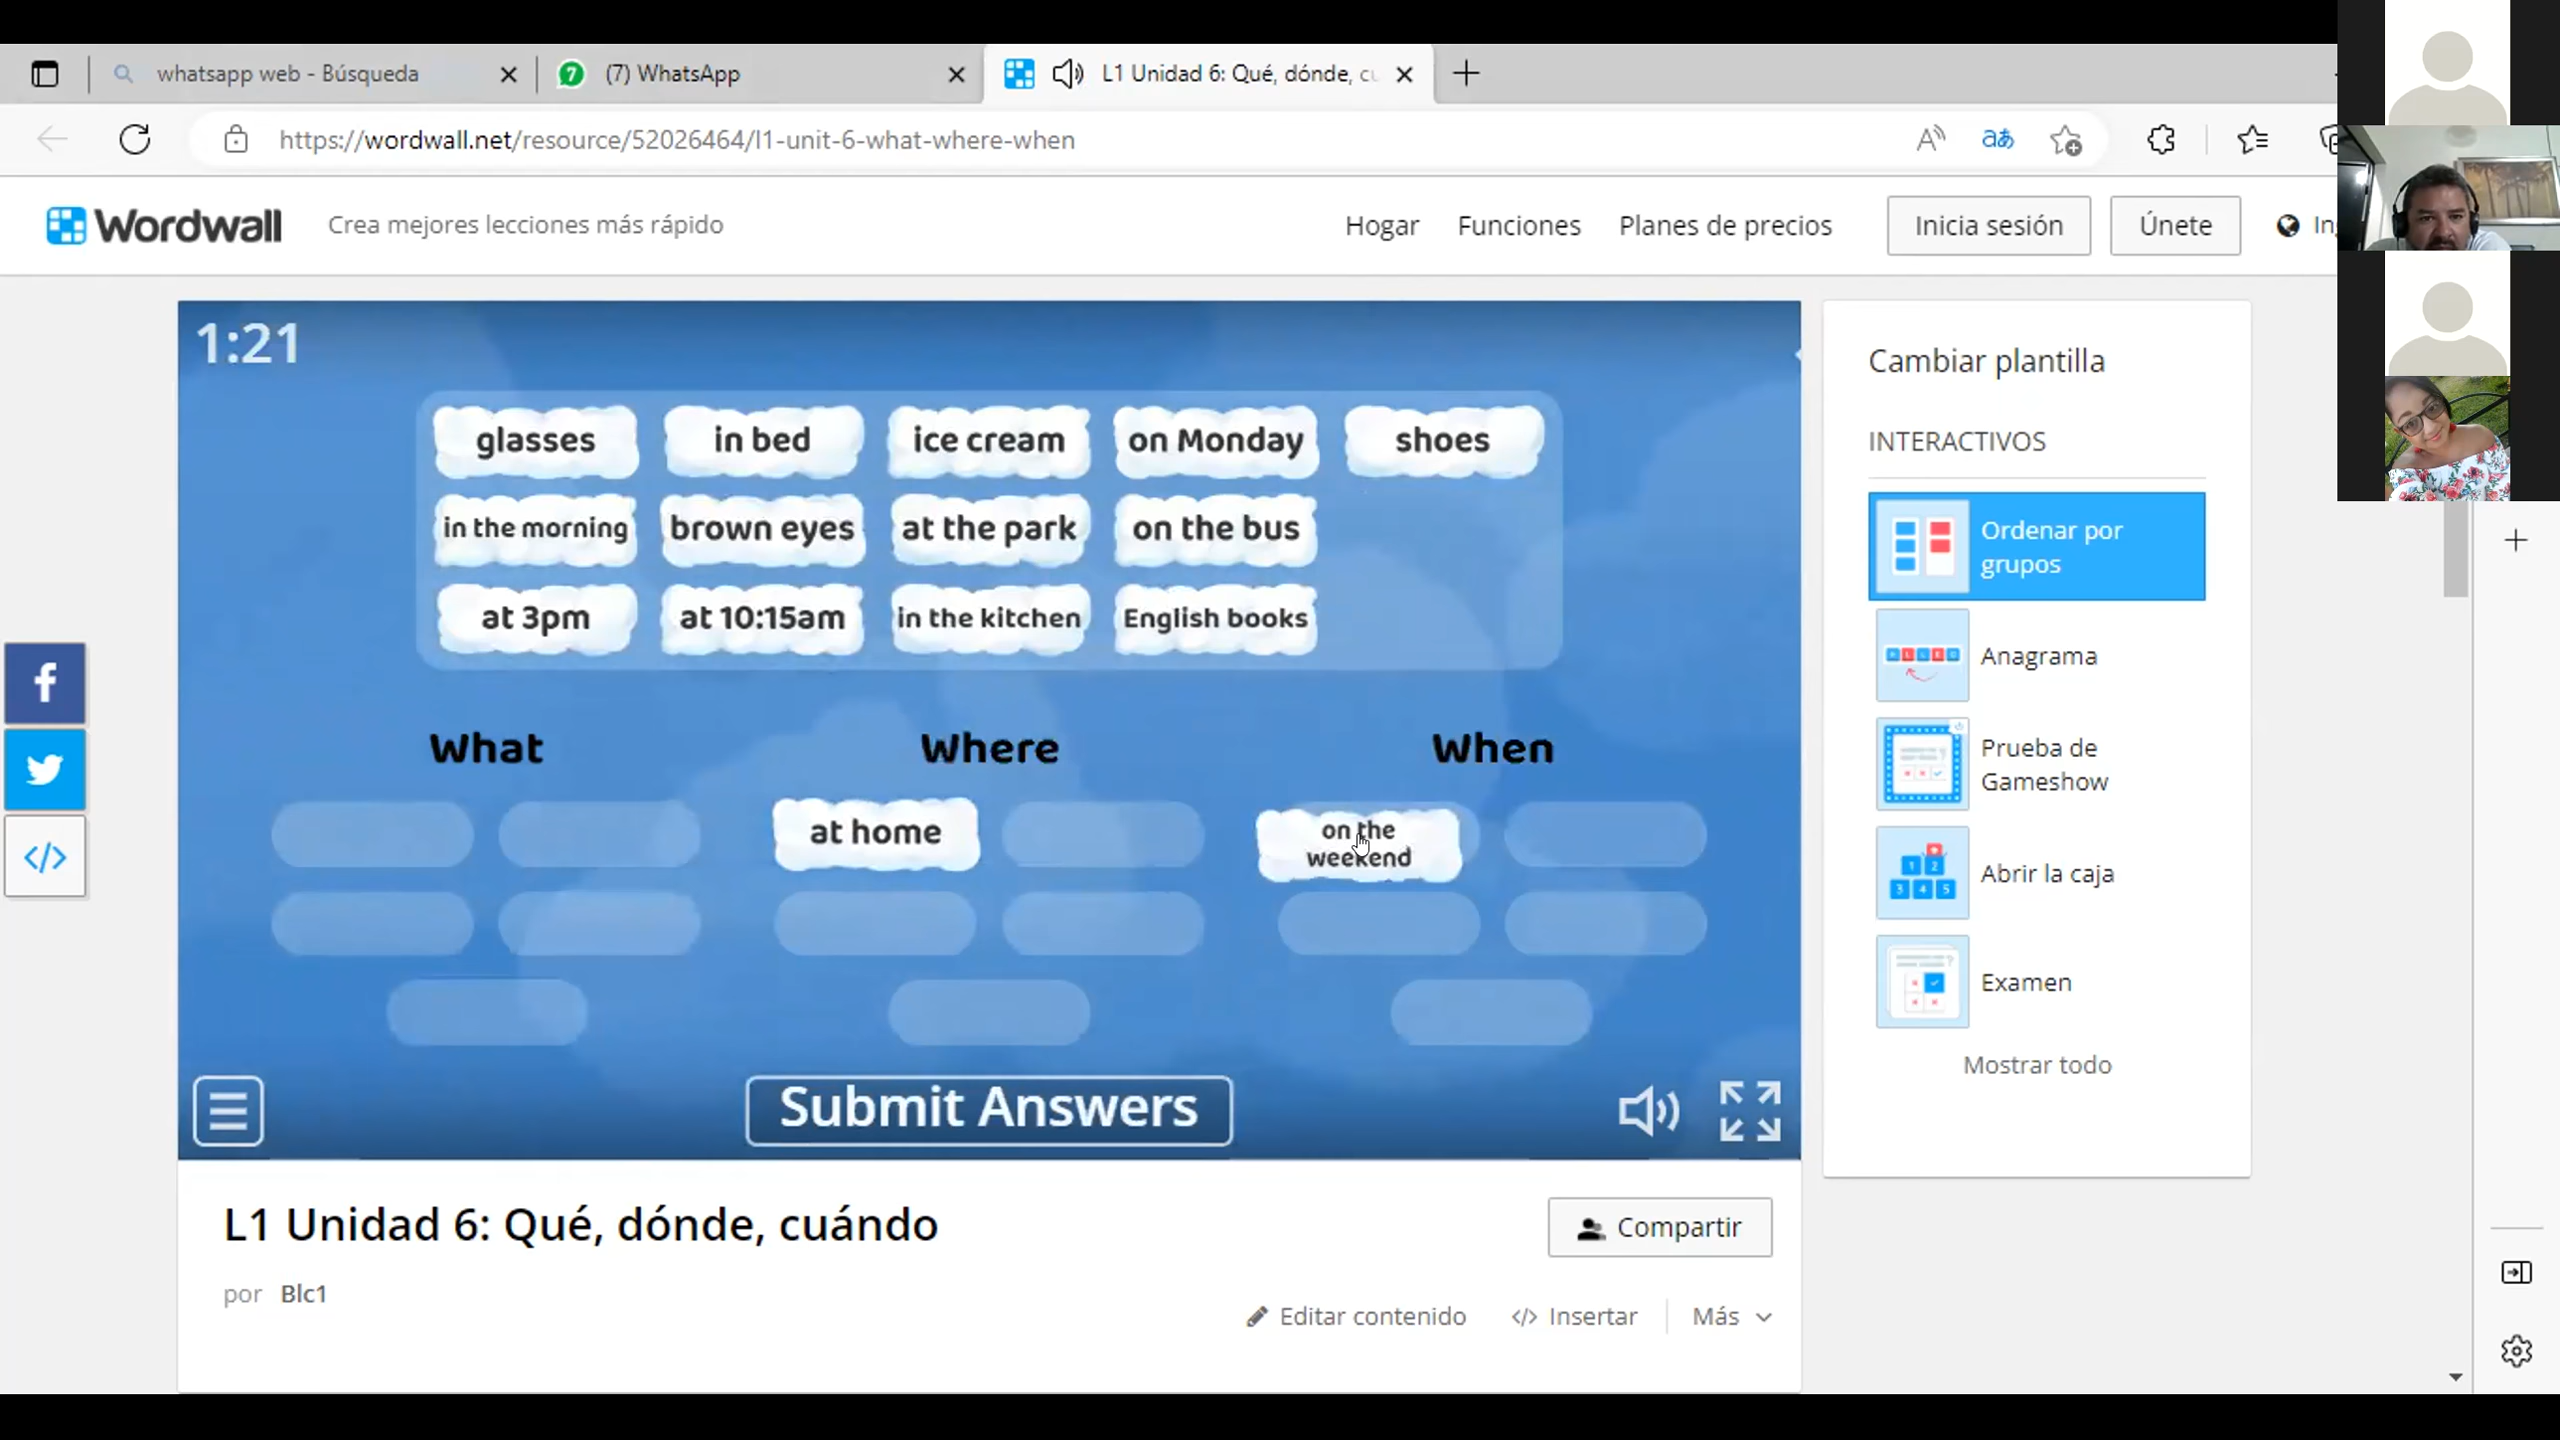 whatsapp web - Búsqueda
7 (7) WhatsApp
L1 Unidad 6: Qué, dónde, cu
https://wordwall.net/resource/52026464/l1-unit-6-what-where-when
Wordwall
Crea mejores lecciones más rápido
Hogar Funciones Planes de precios Inicia sesión Únete
1:21
glasses in bed ice cream on Monday shoes
in the morning brown eyes at the park on the bus
at 3pm at 10:15am in the kitchen English books
What Where When
at home
on the
weekend
Submit Answers
Cambiar plantilla
INTERACTIVOS
Ordenar por
grupos
Anagrama
Prueba de
Gameshow
Abrir la caja
Examen
Mostrar todo
L1 Unidad 6: Qué, dónde, cuándo
Compartir
por Blc1
Editar contenido Insertar Más